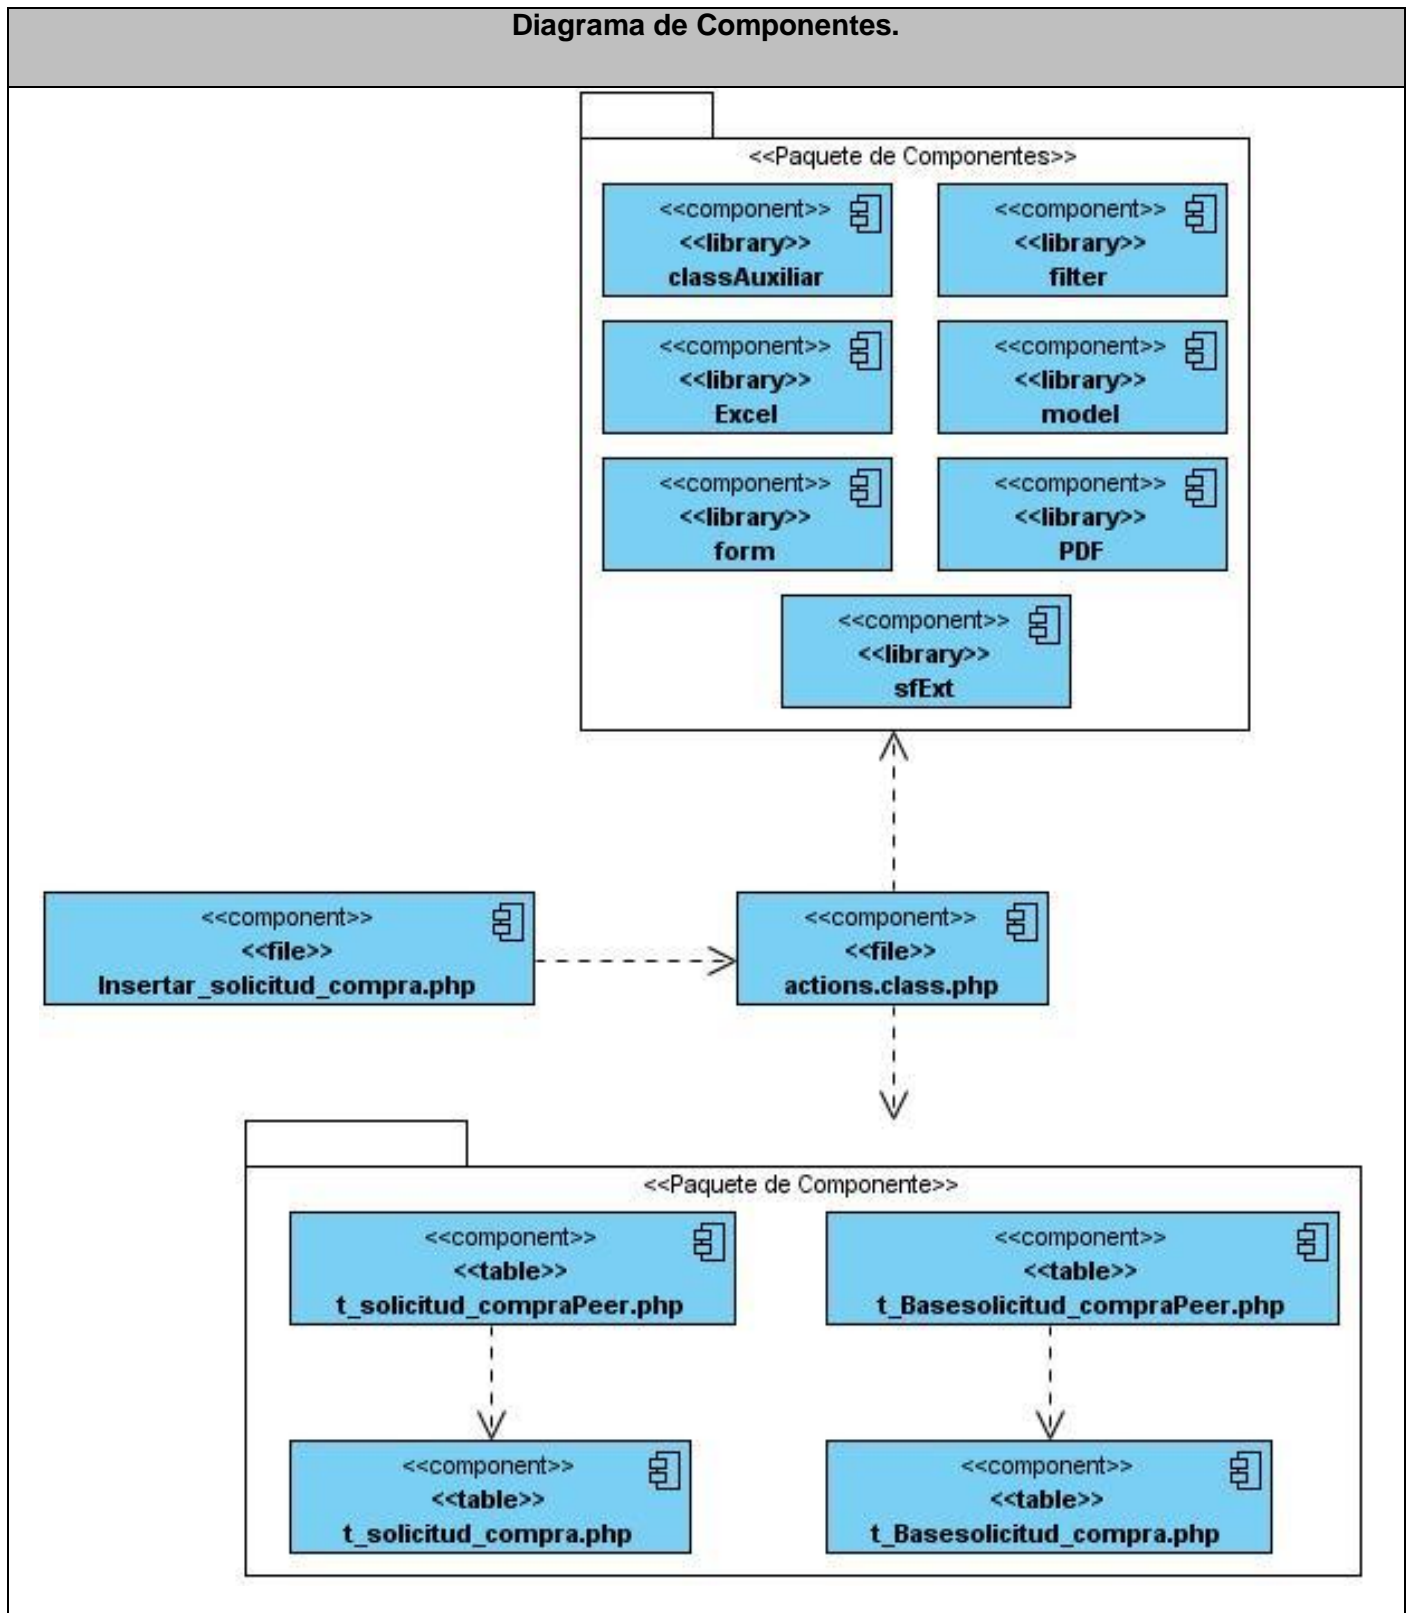 Diagrama de Componentes.
<<Paquete de Componentes>>
<<component>>
<<library>>
classAuxiliar
<<component>>
<<library>>
filter
<<component>>
<<library>>
Excel
<<component>>
<<library>>
model
<<component>>
<<library>>
form
<<component>>
<<library>>
PDF
<<component>>
<<library>>
sfExt
<<component>>
<<file>>
Insertar_solicitud_compra.php
<<component>>
<<file>>
actions.class.php
<<Paquete de Componente>>
<<component>>
<<table>>
t_solicitud_compraPeer.php
<<component>>
<<table>>
t_Basesolicitud_compraPeer.php
<<component>>
<<table>>
t_solicitud_compra.php
<<component>>
<<table>>
t_Basesolicitud_compra.php